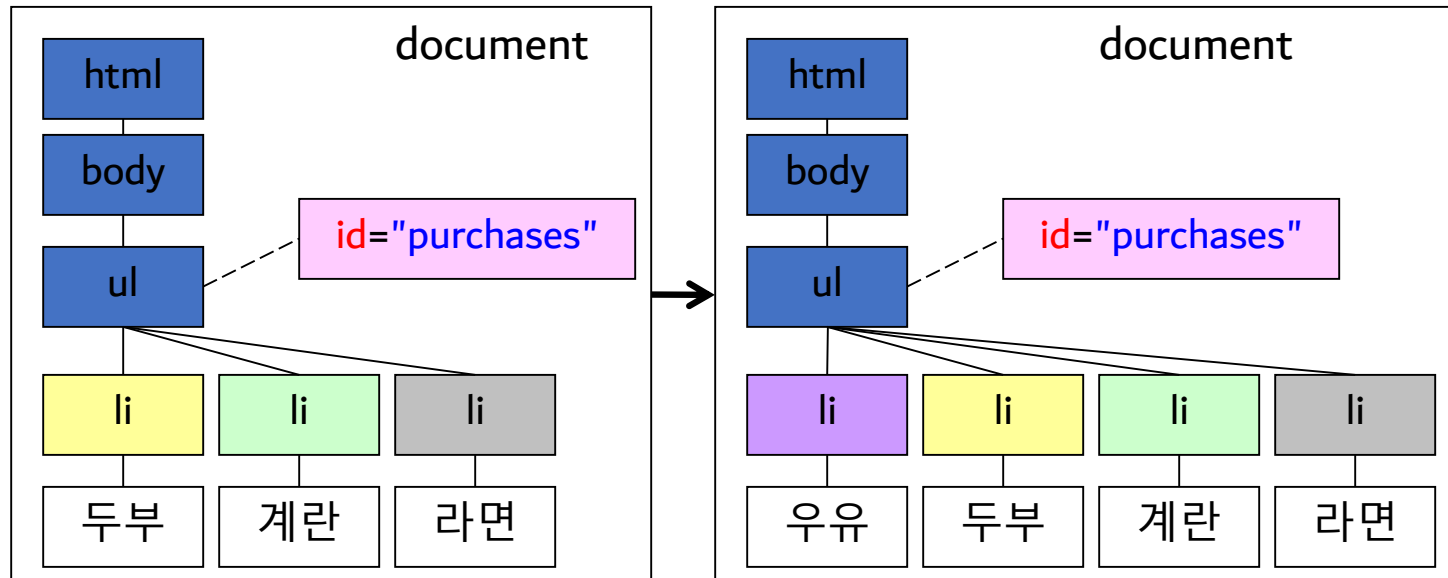 document
html
body
id="purchases"
ul
li li li
두부 계란 라면
document
html
body
id="purchases"
ul
li li li li
우유 두부 계란 라면